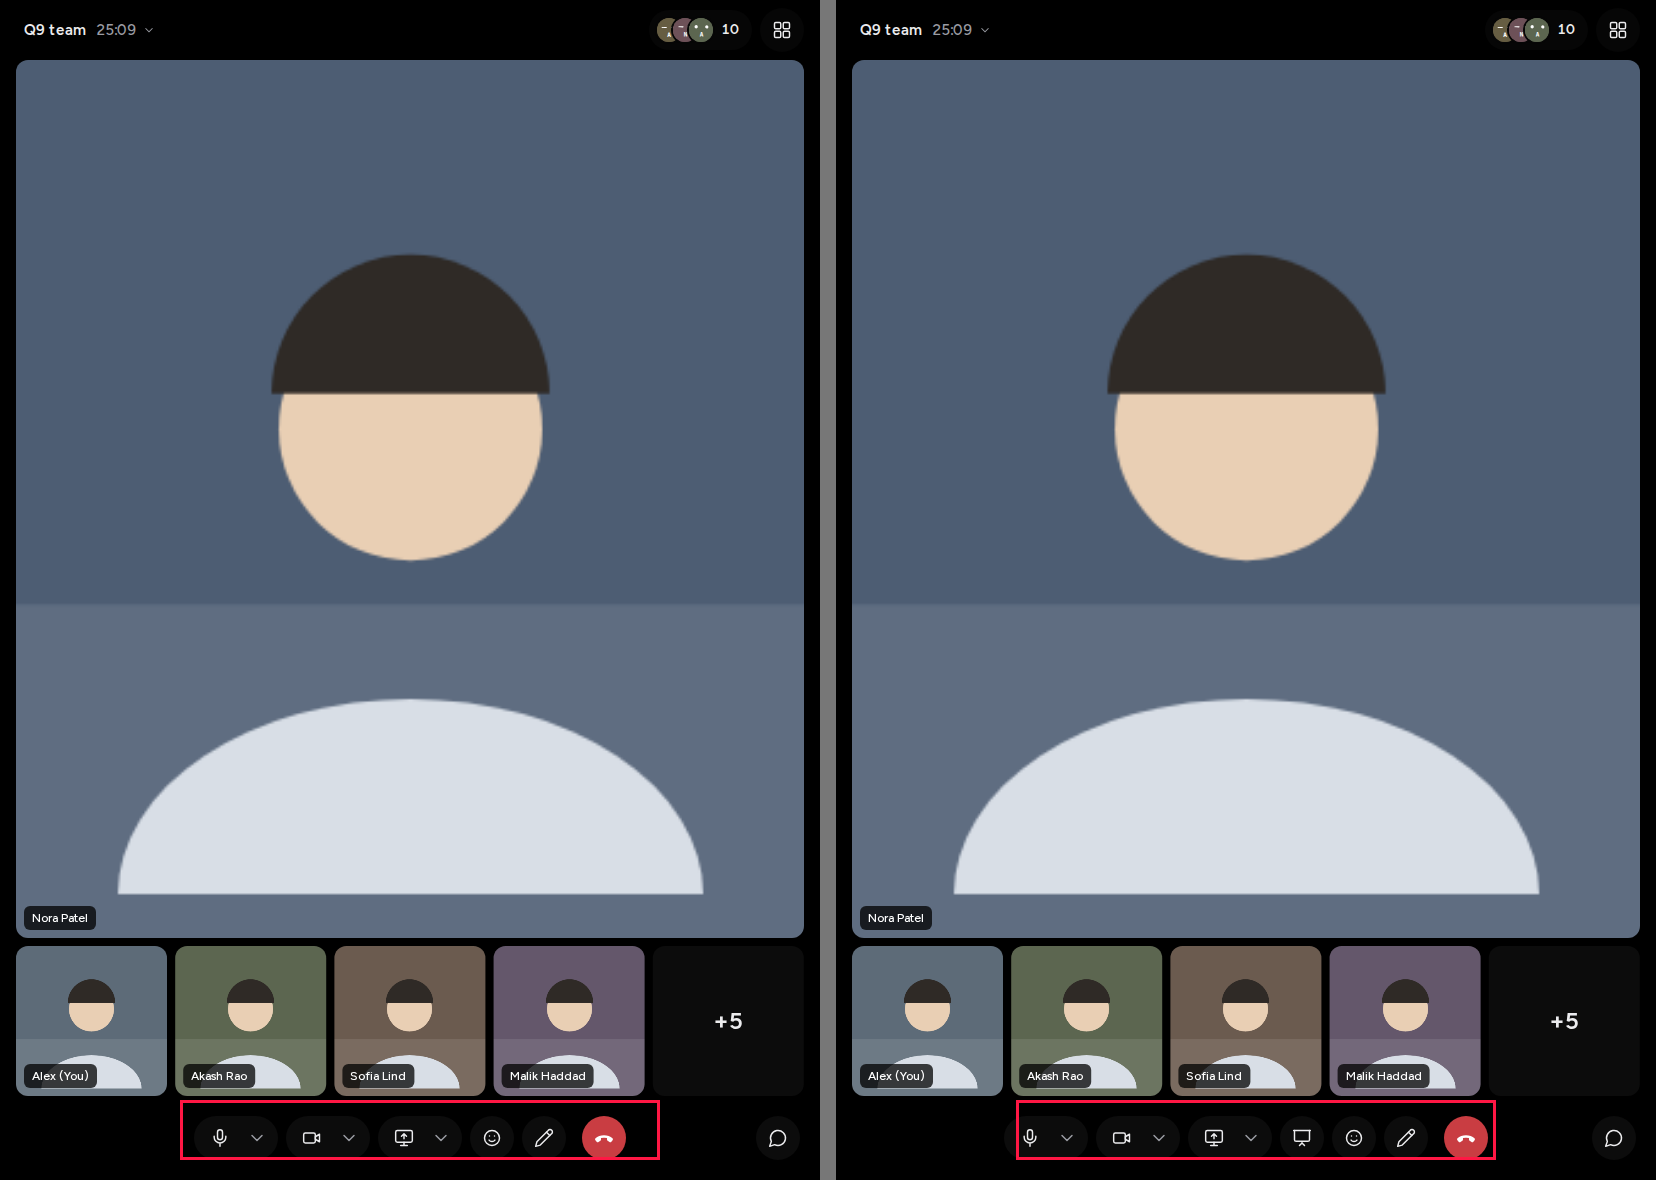 Q9 team 25:09
10
Nora Patel
Alex (You)
Akash Rao
Sofia Lind
Malik Haddad
+5
Q9 team 25:09
10
Nora Patel
Alex (You)
Akash Rao
Sofia Lind
Malik Haddad
+5